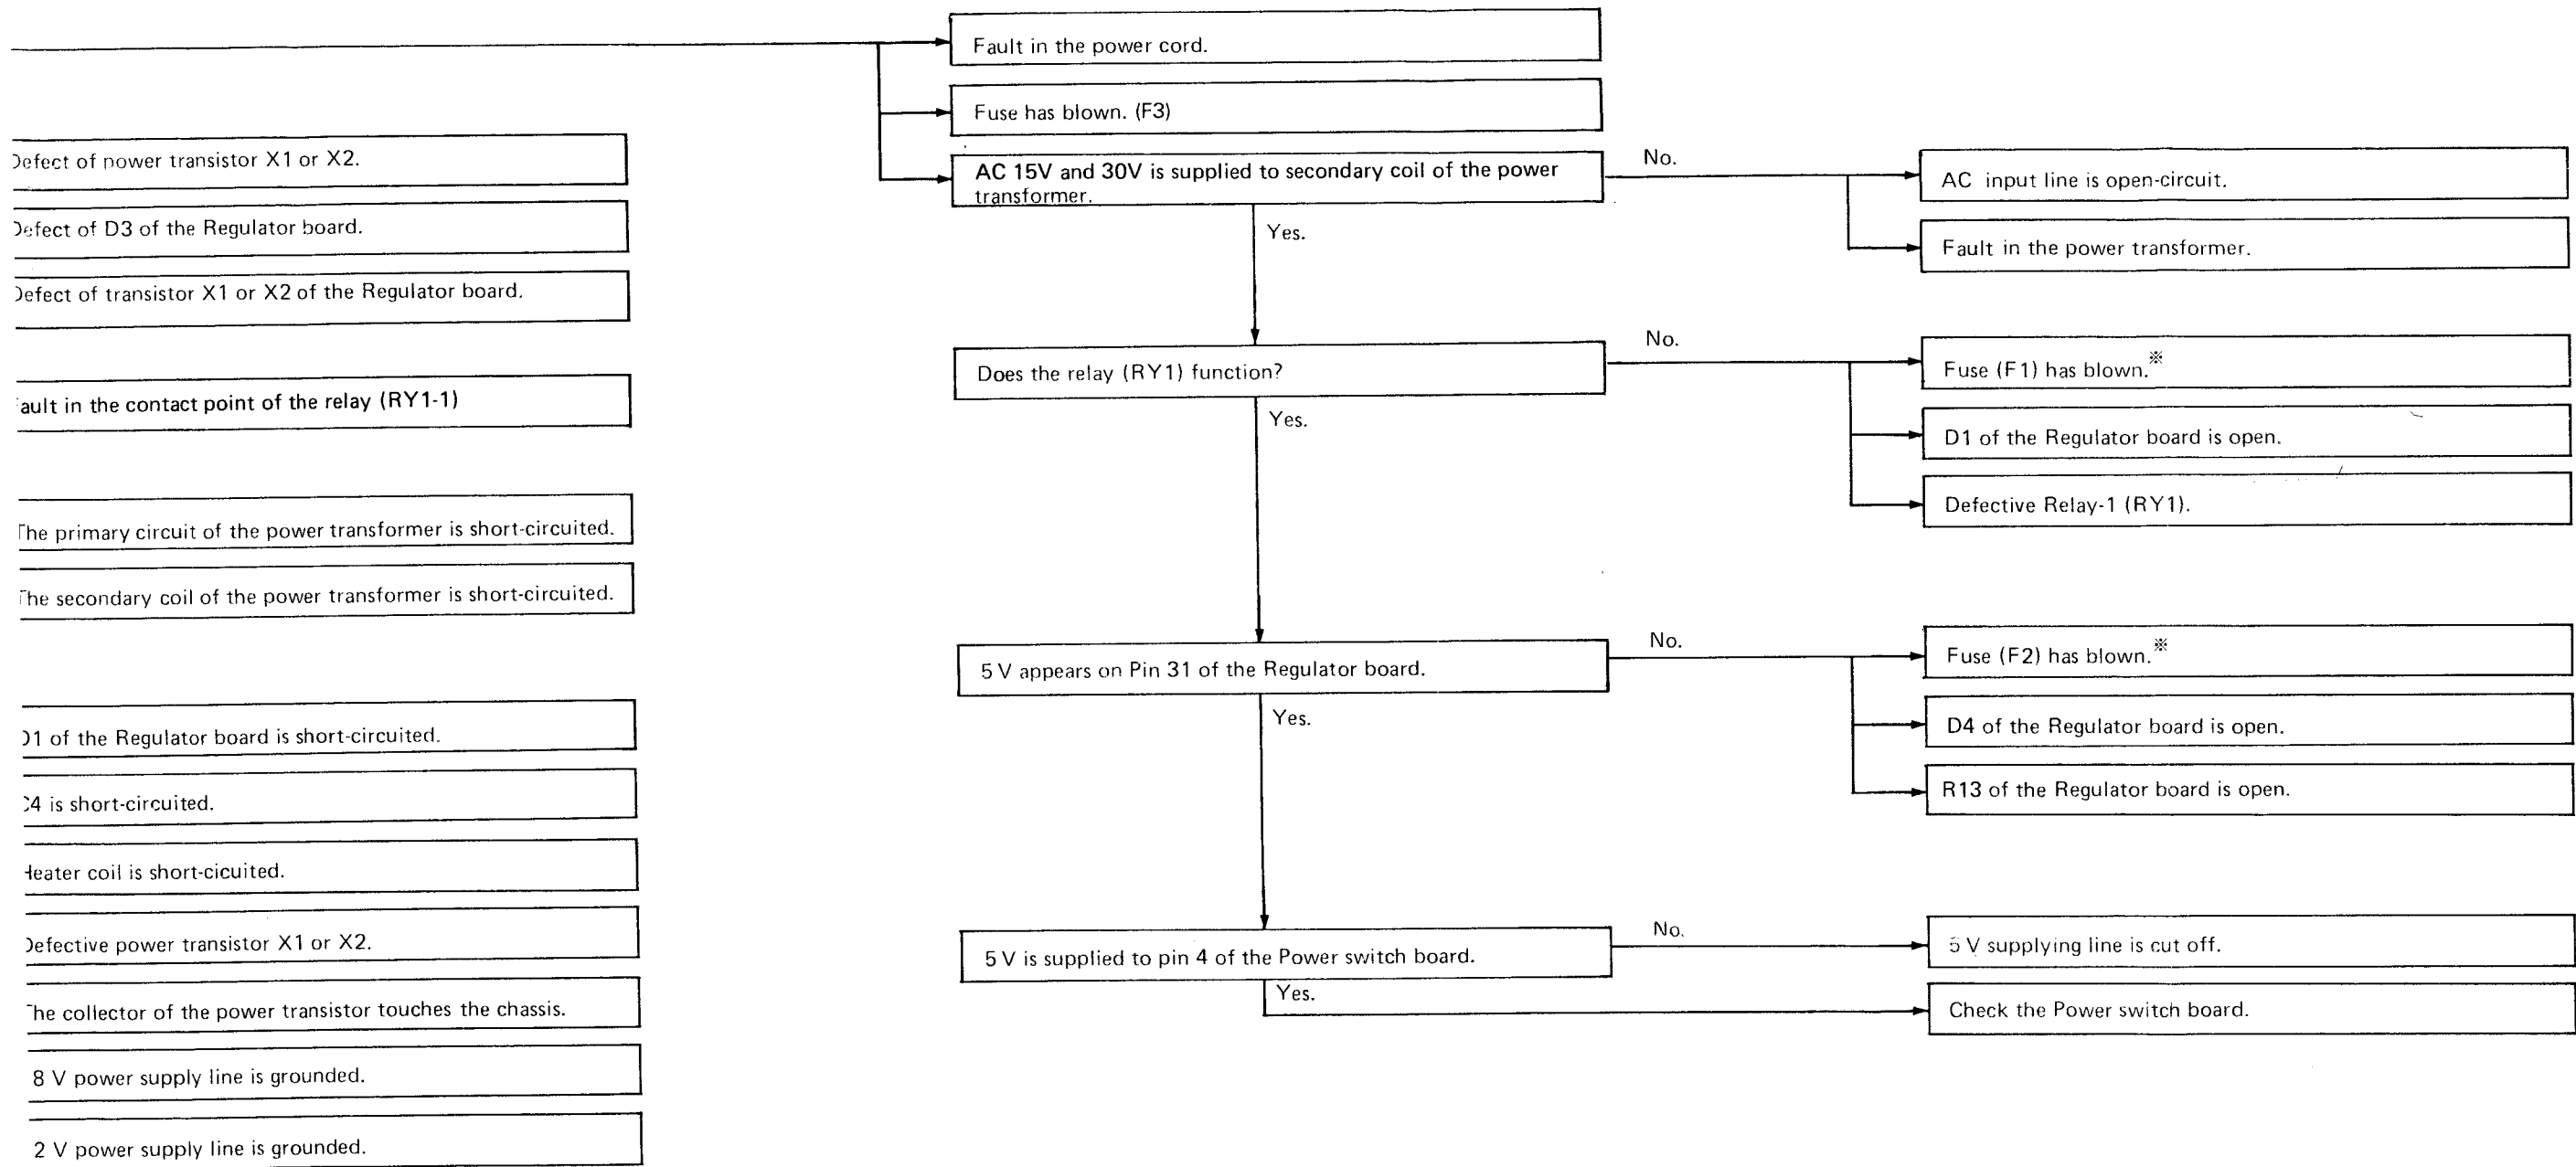 Fault in the power cord.
Fuse has blown. (F3)
AC 15V and 30V is supplied to secondary coil of the power
transformer.
No.
AC input line is open-circuit.
Fault in the power transformer.
Yes.
Does the relay (RY1) function?
No.
Fuse (F1) has blown.※
D1 of the Regulator board is open.
Defective Relay-1 (RY1).
Yes.
5 V appears on Pin 31 of the Regulator board.
No.
Fuse (F2) has blown.※
D4 of the Regulator board is open.
R13 of the Regulator board is open.
Yes.
5 V is supplied to pin 4 of the Power switch board.
No.
5 V supplying line is cut off.
Yes.
Check the Power switch board.
Defect of power transistor X1 or X2.
Defect of D3 of the Regulator board.
Defect of transistor X1 or X2 of the Regulator board.
ault in the contact point of the relay (RY1-1)
The primary circuit of the power transformer is short-circuited.
The secondary coil of the power transformer is short-circuited.
1 of the Regulator board is short-circuited.
4 is short-circuited.
Heater coil is short-cicuited.
Defective power transistor X1 or X2.
The collector of the power transistor touches the chassis.
8 V power supply line is grounded.
2 V power supply line is grounded.